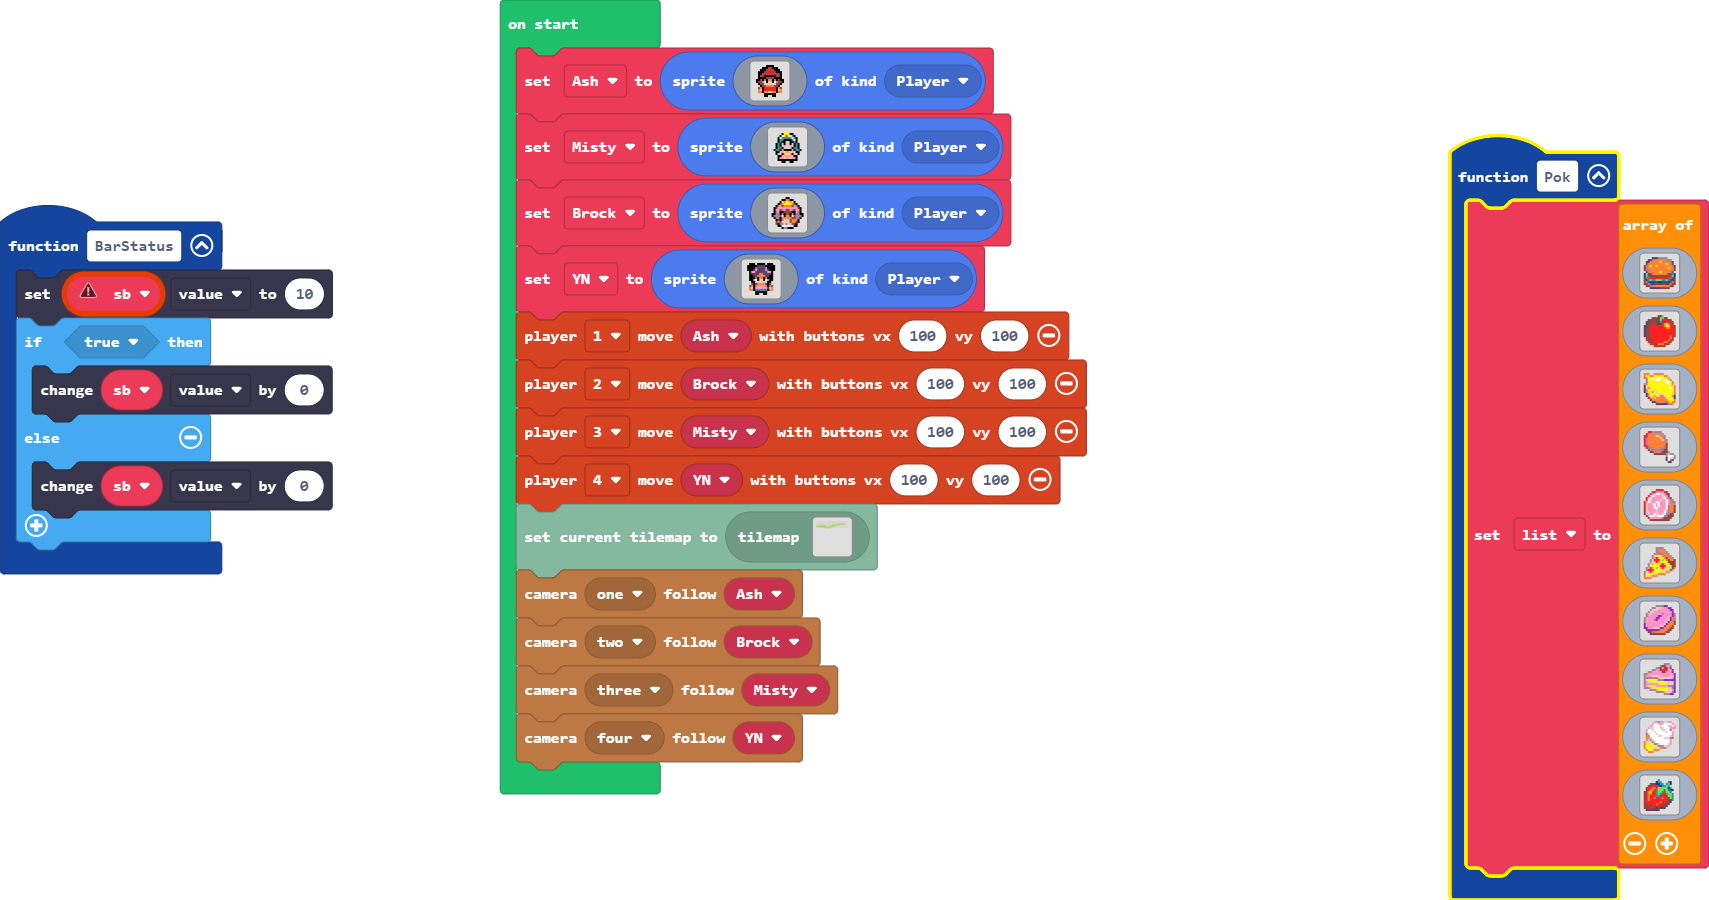 function BarStatus
set sb value to 10
if true then
change sb value by 0
else
change sb value by 0
on start
set Ash to sprite of kind Player
set Misty to sprite of kind Player
set Brock to sprite of kind Player
set YN to sprite of kind Player
player 1 move Ash with buttons vx 100 vy 100
player 2 move Brock with buttons vx 100 vy 100
player 3 move Misty with buttons vx 100 vy 100
player 4 move YN with buttons vx 100 vy 100
set current tilemap to tilemap
camera one follow Ash
camera two follow Brock
camera three follow Misty
camera four follow YN
function Pok
array of
set list to